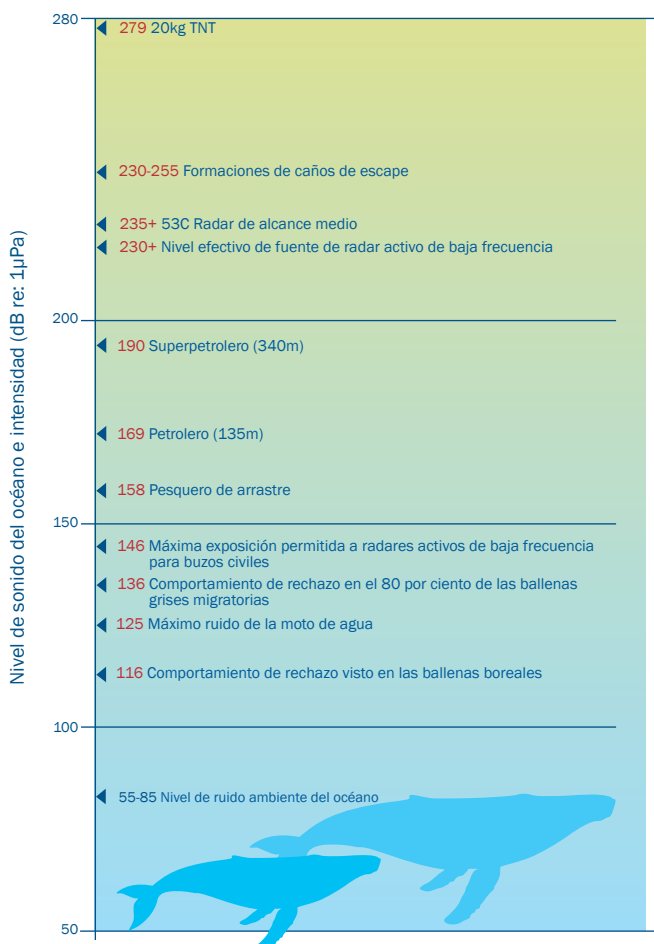 280
279 20kg TNT
230-255 Formaciones de caños de escape
235+ 53C Radar de alcance medio
230+ Nivel efectivo de fuente de radar activo de baja frecuencia
200
190 Superpetrolero (340m)
169 Petrolero (135m)
158 Pesquero de arrastre
150
146 Máxima exposición permitida a radares activos de baja frecuencia
para buzos civiles
136 Comportamiento de rechazo en el 80 por ciento de las ballenas
grises migratorias
125 Máximo ruido de la moto de agua
116 Comportamiento de rechazo visto en las ballenas boreales
100
55-85 Nivel de ruido ambiente del océano
50
Nivel de sonido del océano e intensidad (dB re: 1µPa)